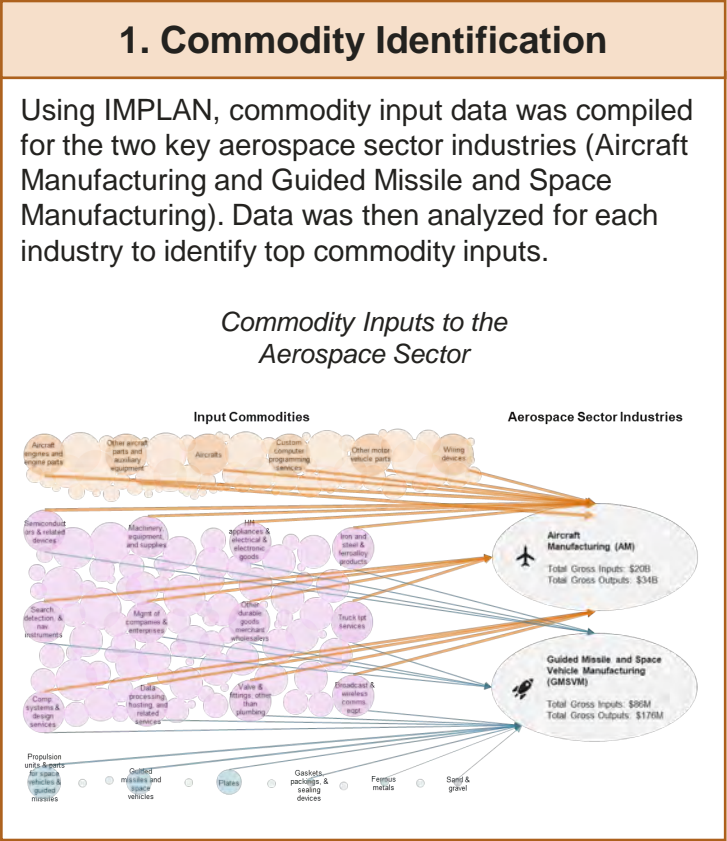 1. Commodity Identification
Using IMPLAN, commodity input data was compiled
for the two key aerospace sector industries (Aircraft
Manufacturing and Guided Missile and Space
Manufacturing). Data was then analyzed for each
industry to identify top commodity inputs.
Commodity Inputs to the
Aerospace Sector
Input Commodities
Aerospace Sector Industries
Aircraft
engines and
engine parts
Other aircraft
parts and
auxiliary
equipment
Aircrafts
Custom
computer
programming
services
Other motor
vehicle parts
Wiring
devices
Semiconduct
ors & related
devices
Machinery,
equipment,
and supplies
HH
appliances &
electrical &
electronic
goods
Iron and
steel &
ferroalloy
products
Aircraft
Manufacturing (AM)
Total Gross Inputs: $20B
Total Gross Outputs: $34B
Search,
detection, &
nav
instruments
Mgmt of
companies &
enterprises
Other
durable
goods
merchant
wholesalers
Truck tpt
services
Guided Missile and Space
Vehicle Manufacturing
(GMSVM)
Total Gross Inputs: $86M
Total Gross Outputs: $176M
Comp
systems &
design
services
Data
processing,
hosting, and
related
services
Valve &
fittings, other
than
plumbing
Broadcast &
wireless
comms.
eqpt.
Propulsion
units & parts
for space
vehicles &
guided
missiles
Guided
missiles and
space
vehicles
Plates
Gaskets,
packings, &
sealing
devices
Ferrous
metals
Sand &
gravel